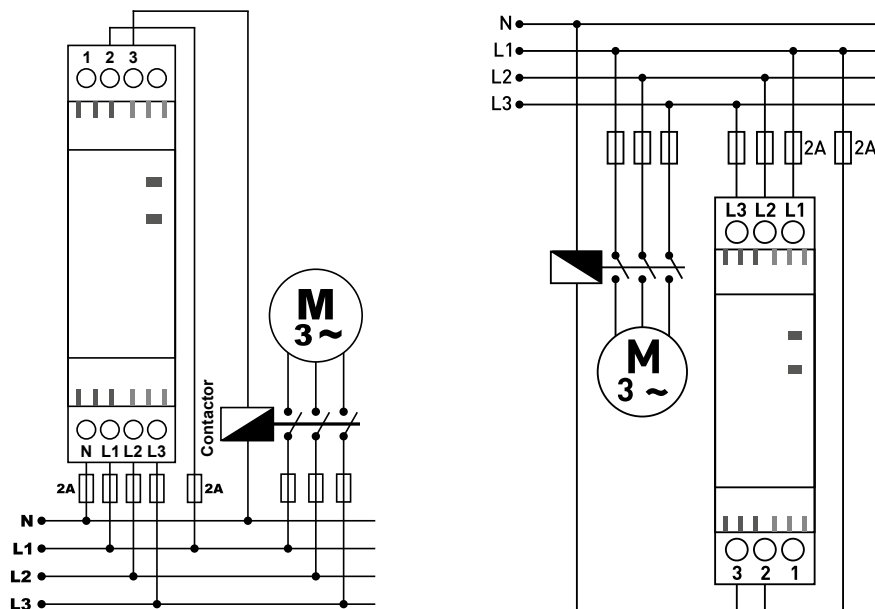 1 2 3
M
3 ~
Contactor
N L1 L2 L3
2A
2A
N
L1
L2
L3
N
L1
L2
L3
2A
2A
L3 L2 L1
M
3 ~
3 2 1